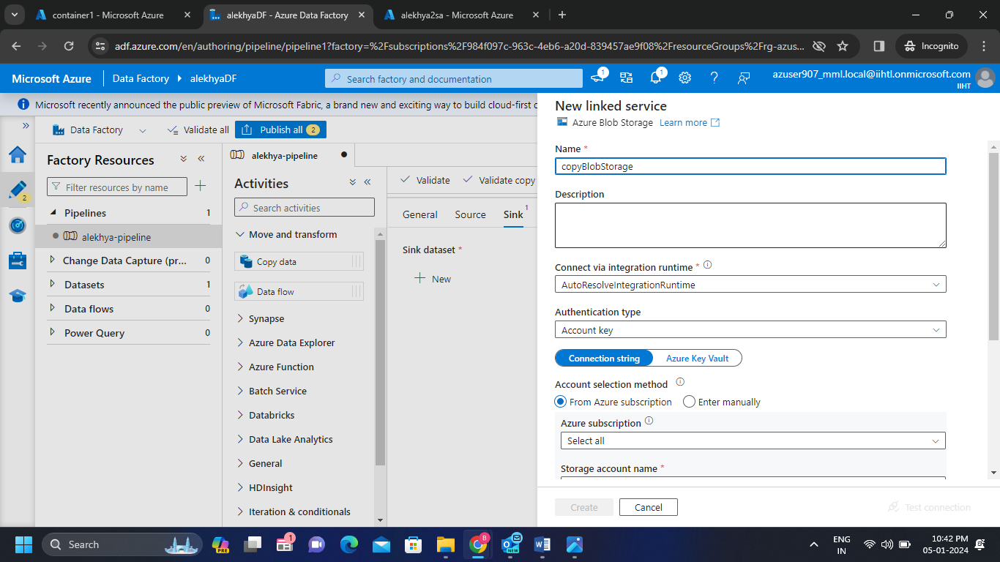 container1 - Microsoft Azure
alekhyaDF - Azure Data Factory
alekhya2sa - Microsoft Azure
adf.azure.com/en/authoring/pipeline/pipeline1?factory=%2Fsubscriptions%2F984f097c-963c-4eb6-a20d-839457ae9f08%2FresourceGroups%2Frg-azus...
Incognito
Microsoft Azure
Data Factory
alekhyaDF
Search factory and documentation
1
1
azuser907_mml.local@iihtl.onmicrosoft.com
IIHT
Microsoft recently announced the public preview of Microsoft Fabric, a brand new and exciting way to build cloud-first
Data Factory
Validate all
Publish all 2
2
Factory Resources
Filter resources by name
Pipelines 1
alekhya-pipeline
Change Data Capture (pr... 0
Datasets 1
Data flows 0
Power Query 0
alekhya-pipeline
Activities
Search activities
Move and transform
Copy data
Data flow
Synapse
Azure Data Explorer
Azure Function
Batch Service
Databricks
Data Lake Analytics
General
HDInsight
Iteration & conditionals
Validate
Validate copy
General
Source
Sink 1
Sink dataset *
New
New linked service
Azure Blob Storage Learn more
Name *
copyBlobStorage
Description
Connect via integration runtime *
AutoResolveIntegrationRuntime
Authentication type
Account key
Connection string
Azure Key Vault
Account selection method
From Azure subscription
Enter manually
Azure subscription
Select all
Storage account name *
Create
Cancel
Test connection
Search
PRE
1
8
NEW
ENG
IN
10:42 PM
05-01-2024